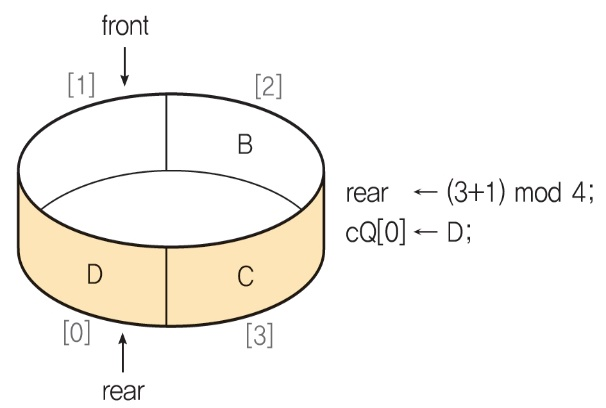 front
[1]
[2]
B
rear ← (3+1) mod 4;
cQ[0] ← D;
D
C
[0]
[3]
rear